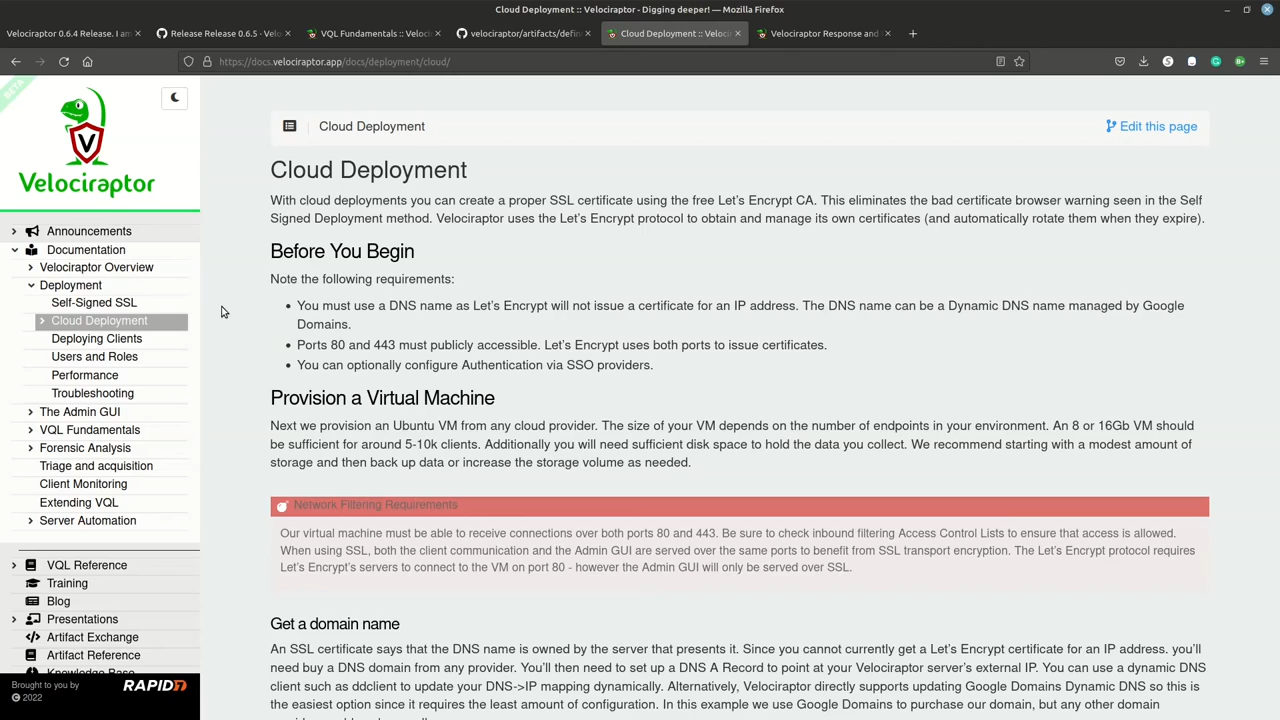 Cloud Deployment :: Velociraptor - Digging deeper! — Mozilla Firefox
Velociraptor 0.6.4 Release. I am
Release Release 0.6.5 · Veloc
VQL Fundamentals :: Velocir
velociraptor/artifacts/defin
Cloud Deployment :: Veloci
Velociraptor Response and
https://docs.velociraptor.app/docs/deployment/cloud/
BETA
V
Velociraptor
Announcements
Documentation
Velociraptor Overview
Deployment
Self-Signed SSL
Cloud Deployment
Deploying Clients
Users and Roles
Performance
Troubleshooting
The Admin GUI
VQL Fundamentals
Forensic Analysis
Triage and acquisition
Client Monitoring
Extending VQL
Server Automation
VQL Reference
Training
Blog
Presentations
Artifact Exchange
Artifact Reference
Knowledge Base
Brought to you by
© 2022
RAPID7
Cloud Deployment
Edit this page
Cloud Deployment
With cloud deployments you can create a proper SSL certificate using the free Let's Encrypt CA. This eliminates the bad certificate browser warning seen in the Self
Signed Deployment method. Velociraptor uses the Let's Encrypt protocol to obtain and manage its own certificates (and automatically rotate them when they expire).
Before You Begin
Note the following requirements:
• You must use a DNS name as Let's Encrypt will not issue a certificate for an IP address. The DNS name can be a Dynamic DNS name managed by Google
Domains.
• Ports 80 and 443 must publicly accessible. Let's Encrypt uses both ports to issue certificates.
• You can optionally configure Authentication via SSO providers.
Provision a Virtual Machine
Next we provision an Ubuntu VM from any cloud provider. The size of your VM depends on the number of endpoints in your environment. An 8 or 16Gb VM should
be sufficient for around 5-10k clients. Additionally you will need sufficient disk space to hold the data you collect. We recommend starting with a modest amount of
storage and then back up data or increase the storage volume as needed.
Network Filtering Requirements
Our virtual machine must be able to receive connections over both ports 80 and 443. Be sure to check inbound filtering Access Control Lists to ensure that access is allowed.
When using SSL, both the client communication and the Admin GUI are served over the same ports to benefit from SSL transport encryption. The Let's Encrypt protocol requires
Let's Encrypt's servers to connect to the VM on port 80 - however the Admin GUI will only be served over SSL.
Get a domain name
An SSL certificate says that the DNS name is owned by the server that presents it. Since you cannot currently get a Let's Encrypt certificate for an IP address. you'll
need buy a DNS domain from any provider. You'll then need to set up a DNS A Record to point at your Velociraptor server's external IP. You can use a dynamic DNS
client such as ddclient to update your DNS->IP mapping dynamically. Alternatively, Velociraptor directly supports updating Google Domains Dynamic DNS so this is
the easiest option since it requires the least amount of configuration. In this example we use Google Domains to purchase our domain, but any other domain